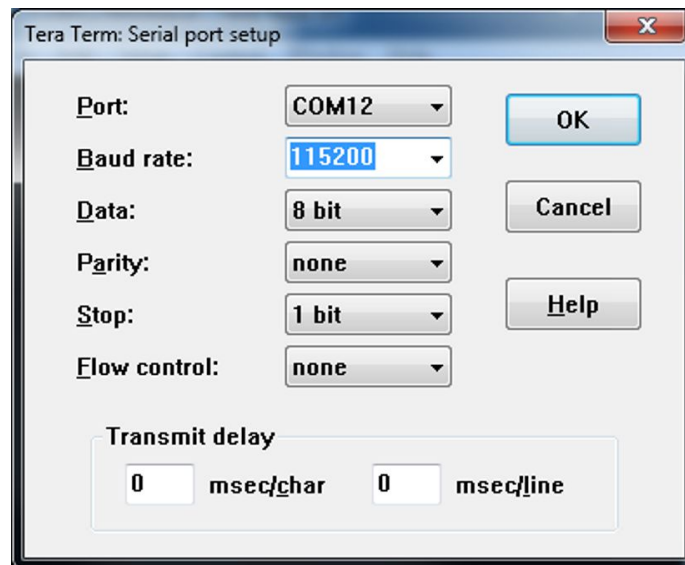 Tera Term: Serial port setup
Port: COM12
OK
Baud rate: 115200
Data: 8 bit
Cancel
Parity: none
Stop: 1 bit
Help
Flow control: none
Transmit delay
0 msec/char 0 msec/line